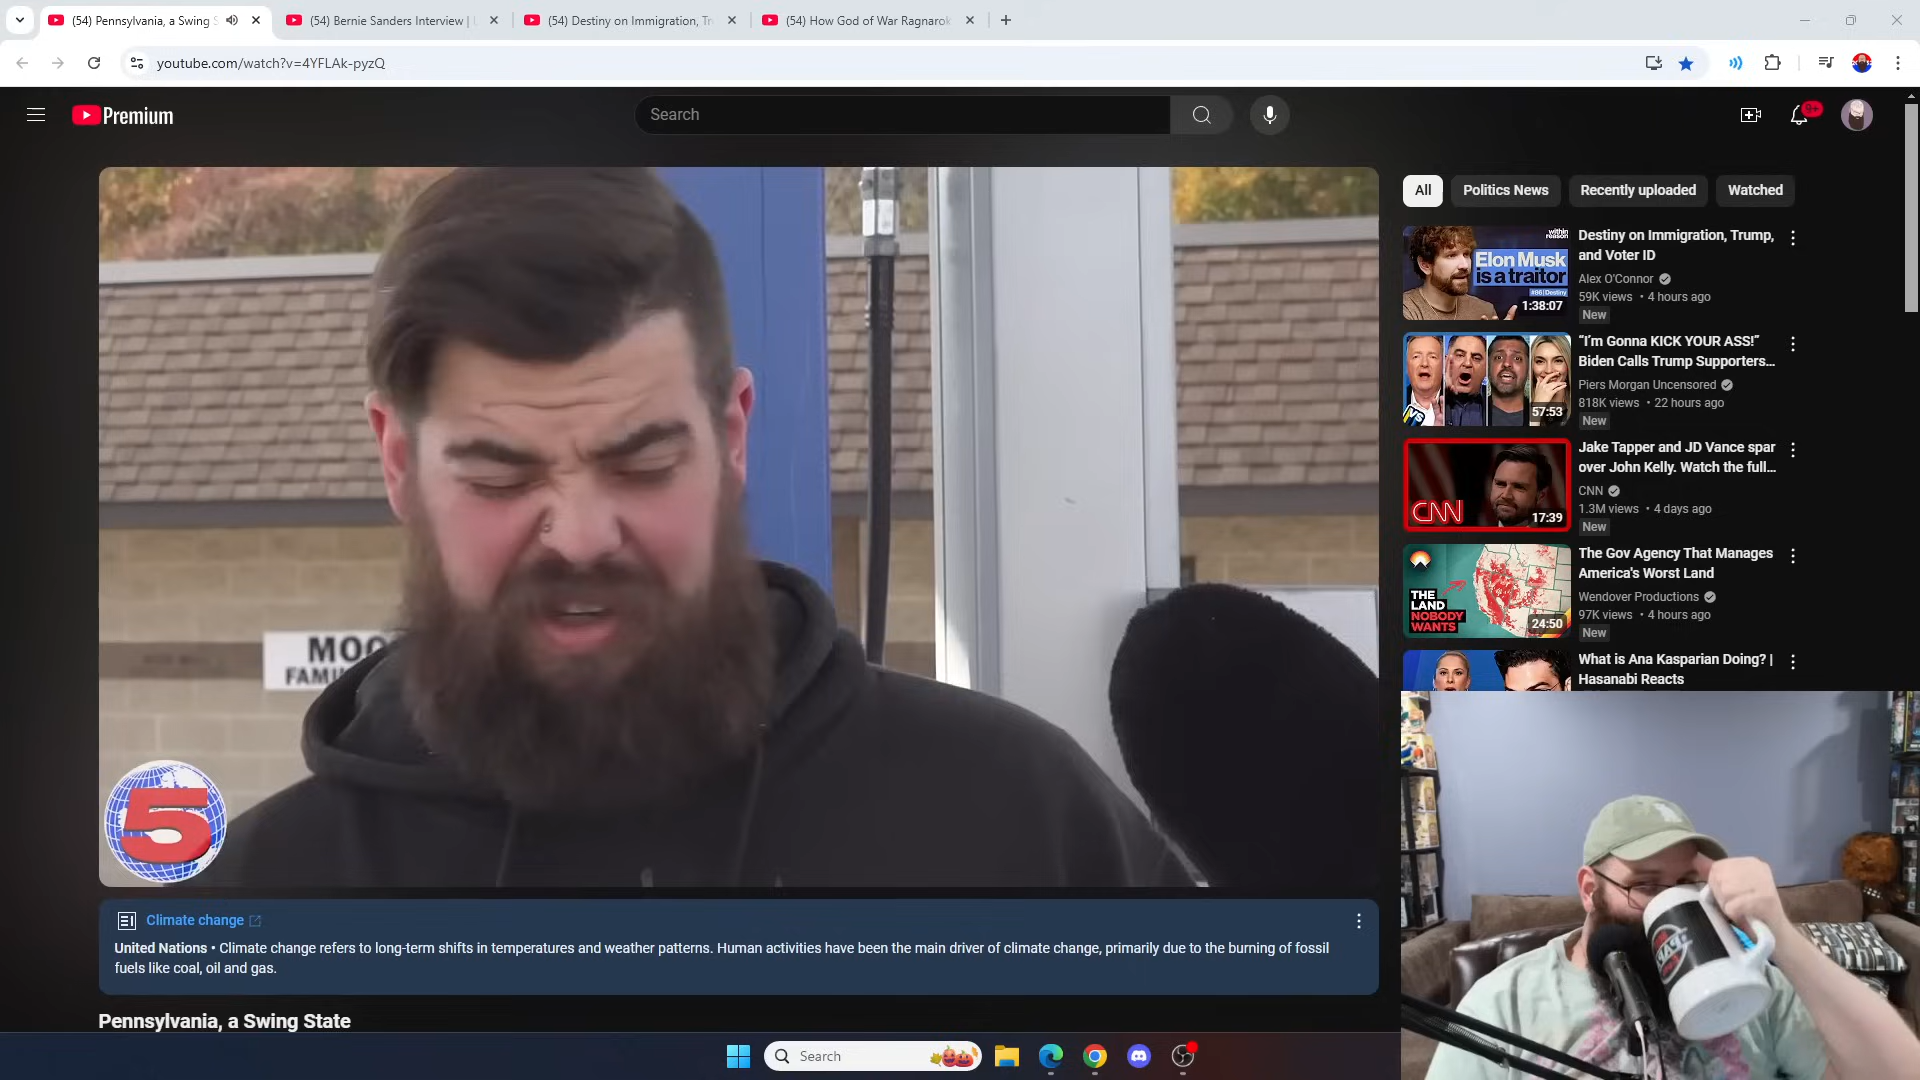 (54) Pennsylvania, a Swing S
(54) Bernie Sanders Interview |
(54) Destiny on Immigration, Tr
(54) How God of War Ragnarok
youtube.com/watch?v=4YFLAk-pyzQ
Premium
Search
9+
All
Politics News
Recently uploaded
Watched
within reason
Elon Musk
is a traitor
#86|Destiny
1:38:07
Destiny on Immigration, Trump,
and Voter ID
Alex O'Connor
59K views • 4 hours ago
New
57:53
"I'm Gonna KICK YOUR ASS!"
Biden Calls Trump Supporters...
Piers Morgan Uncensored
818K views • 22 hours ago
New
CNN
17:39
Jake Tapper and JD Vance spar
over John Kelly. Watch the full...
CNN
1.3M views • 4 days ago
New
THE
LAND
NOBODY
WANTS
24:50
The Gov Agency That Manages
America's Worst Land
Wendover Productions
97K views • 4 hours ago
New
What is Ana Kasparian Doing? |
Hasanabi Reacts
MOO
FAMI
5
Climate change
United Nations • Climate change refers to long-term shifts in temperatures and weather patterns. Human activities have been the main driver of climate change, primarily due to the burning of fossil
fuels like coal, oil and gas.
Pennsylvania, a Swing State
Search